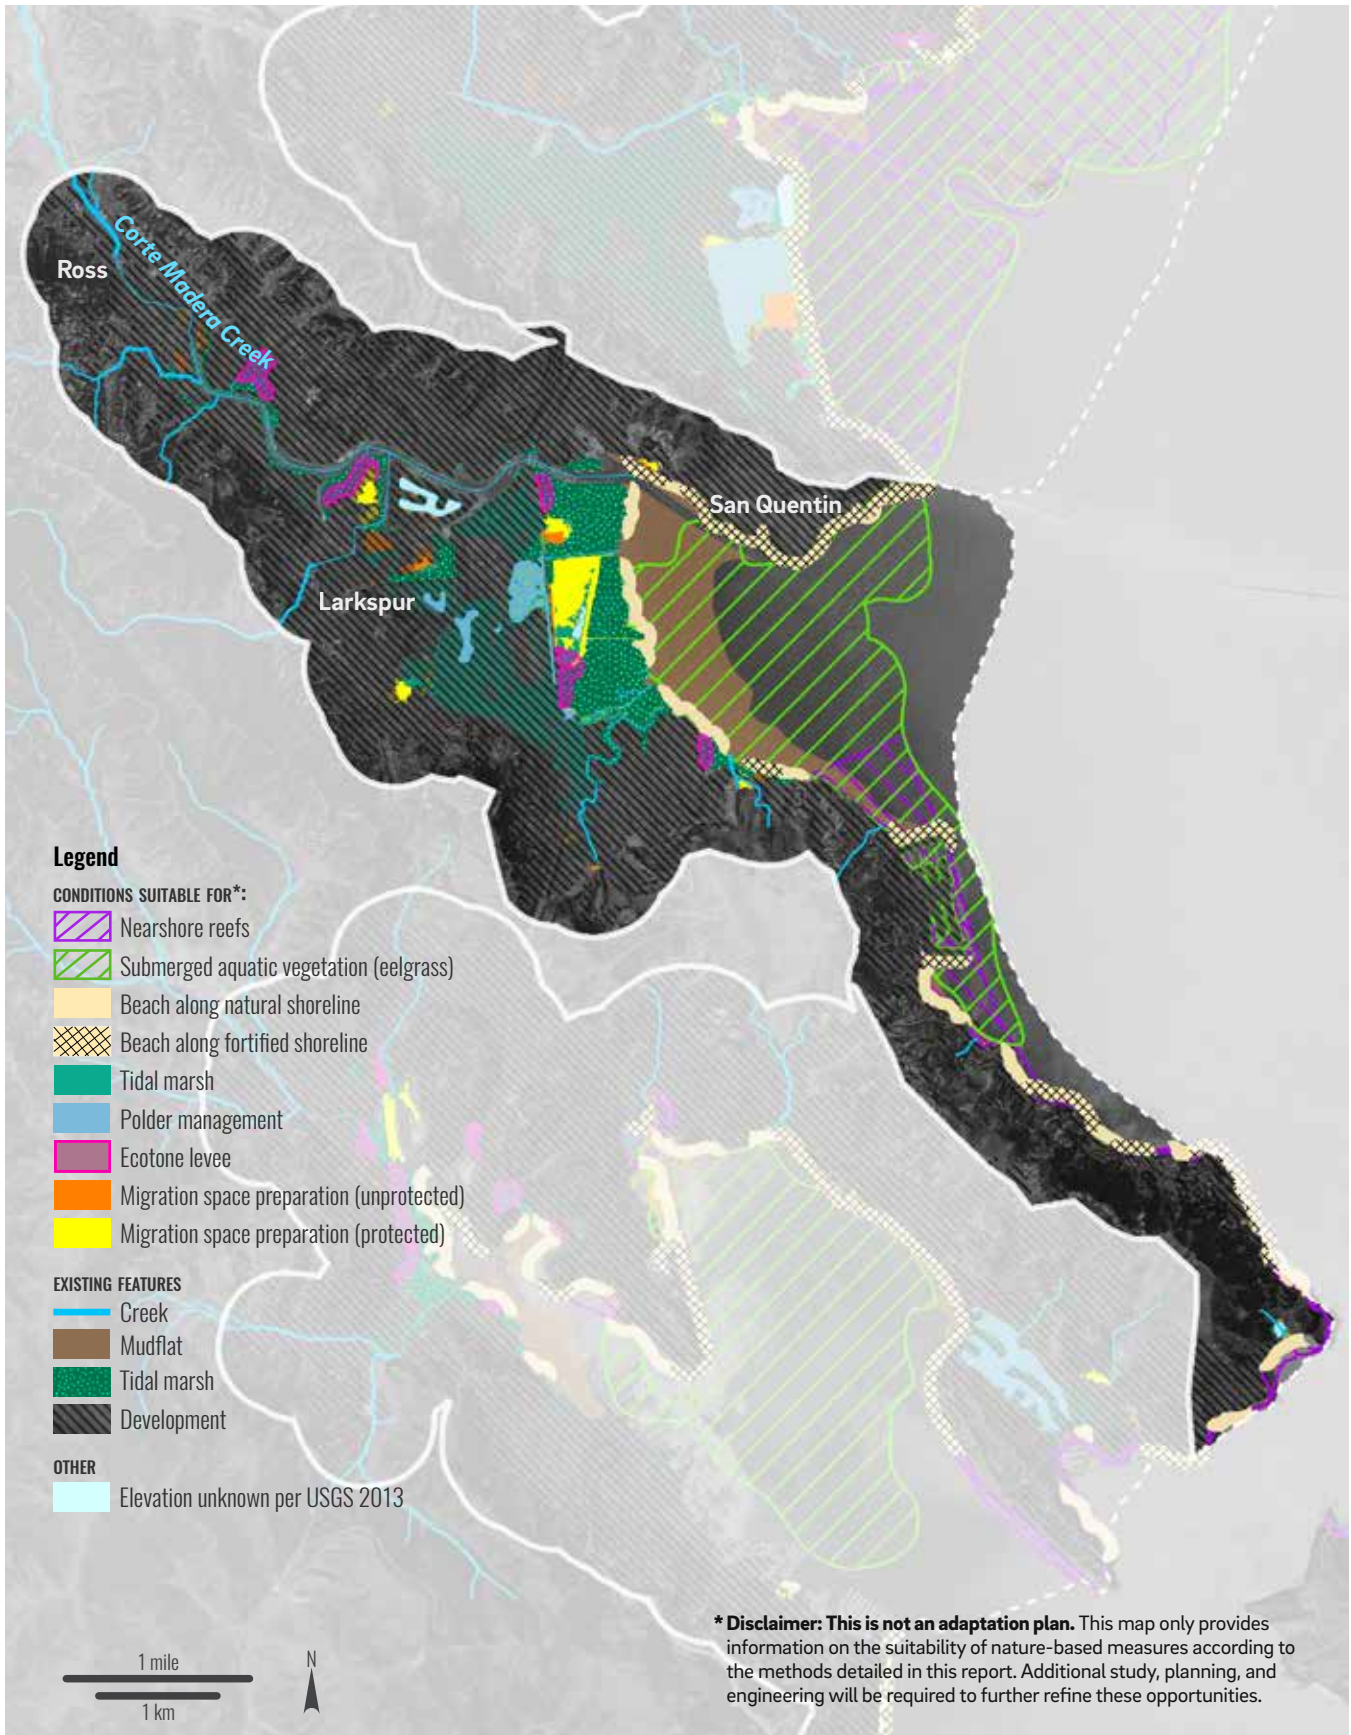 Corte Madera Creek
Ross
San Quentin
Larkspur
Legend
CONDITIONS SUITABLE FOR*:
Nearshore reefs
Submerged aquatic vegetation (eelgrass)
Beach along natural shoreline
Beach along fortified shoreline
Tidal marsh
Polder management
Ecotone levee
Migration space preparation (unprotected)
Migration space preparation (protected)
EXISTING FEATURES
Creek
Mudflat
Tidal marsh
Development
OTHER
Elevation unknown per USGS 2013
1 mile
1 km
N
* Disclaimer: This is not an adaptation plan. This map only provides
information on the suitability of nature-based measures according to
the methods detailed in this report. Additional study, planning, and
engineering will be required to further refine these opportunities.